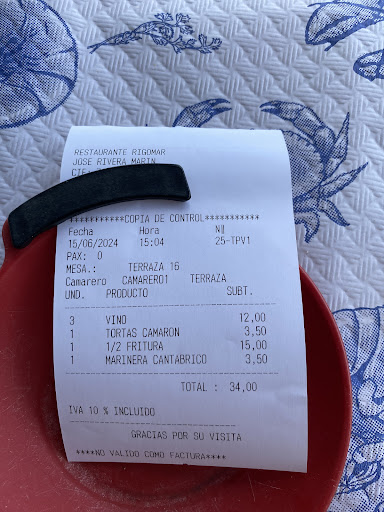 RESTAURANTE RIGOMAR
JOSE RIVERA MARIN
***********COPIA DE CONTROL***********
Fecha Hora Nº
15/06/2024 15:04 25-TPV1
PAX: 0
MESA.: TERRAZA 16
Camarero CAMARERO1 TERRAZA
UND. PRODUCTO SUBT.
3 VINO 12,00
1 TORTAS CAMARON 3,50
1 1/2 FRITURA 15,00
1 MARINERA CANTABRICO 3,50
TOTAL : 34,00
IVA 10 % INCLUIDO
GRACIAS POR SU VISITA
****NO VALIDO COMO FACTURA****